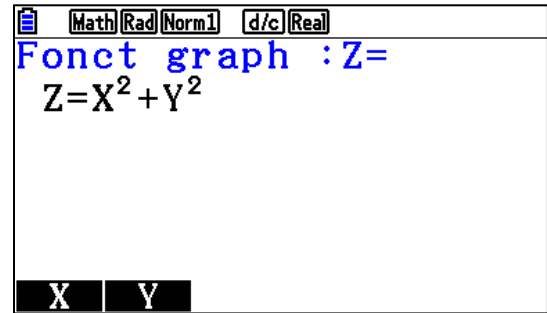 Math Rad Norm1 d/c Real
Fonct graph :Z=
Z=X²+Y²
X Y